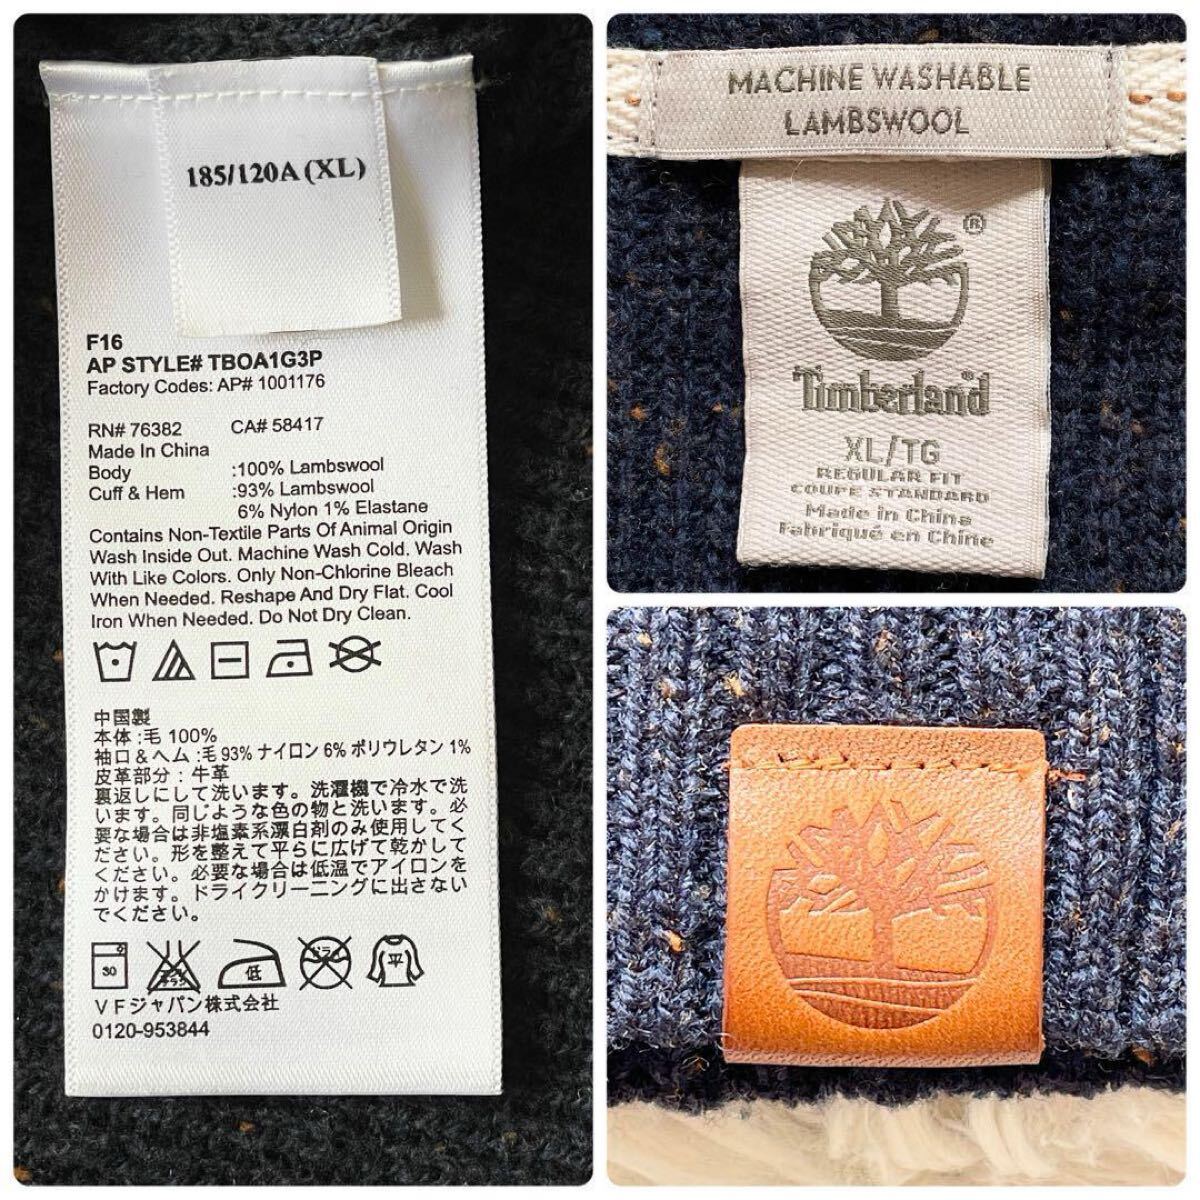 185/120A (XL)
F16
AP STYLE# TBOA1G3P
Factory Codes: AP# 1001176
RN# 76382 CA# 58417
Made In China
Body :100% Lambswool
Cuff & Hem :93% Lambswool
6% Nylon 1% Elastane
Contains Non-Textile Parts Of Animal Origin
Wash Inside Out. Machine Wash Cold. Wash
With Like Colors. Only Non-Chlorine Bleach
When Needed. Reshape And Dry Flat. Cool
Iron When Needed. Do Not Dry Clean.
中国製
本体:毛 100%
袖口&ヘム:毛 93% ナイロン 6% ポリウレタン 1%
皮革部分:牛革
裏返しにして洗います。洗濯機で冷水で洗
います。同じような色の物と洗います。必
要な場合は非塩素系漂白剤のみ使用してく
ださい。形を整えて平らに広げて乾かして
ください。必要な場合は低温でアイロンを
かけます。ドライクリーニングに出さない
でください。
30
エンソ
サラシ
低
ドライ
平
VFジャパン株式会社
0120-953844
MACHINE WASHABLE
LAMBSWOOL
®
Timberland®
XL/TG
REGULAR FIT
COUPE STANDARD
Made in China
Fabriqué en Chine